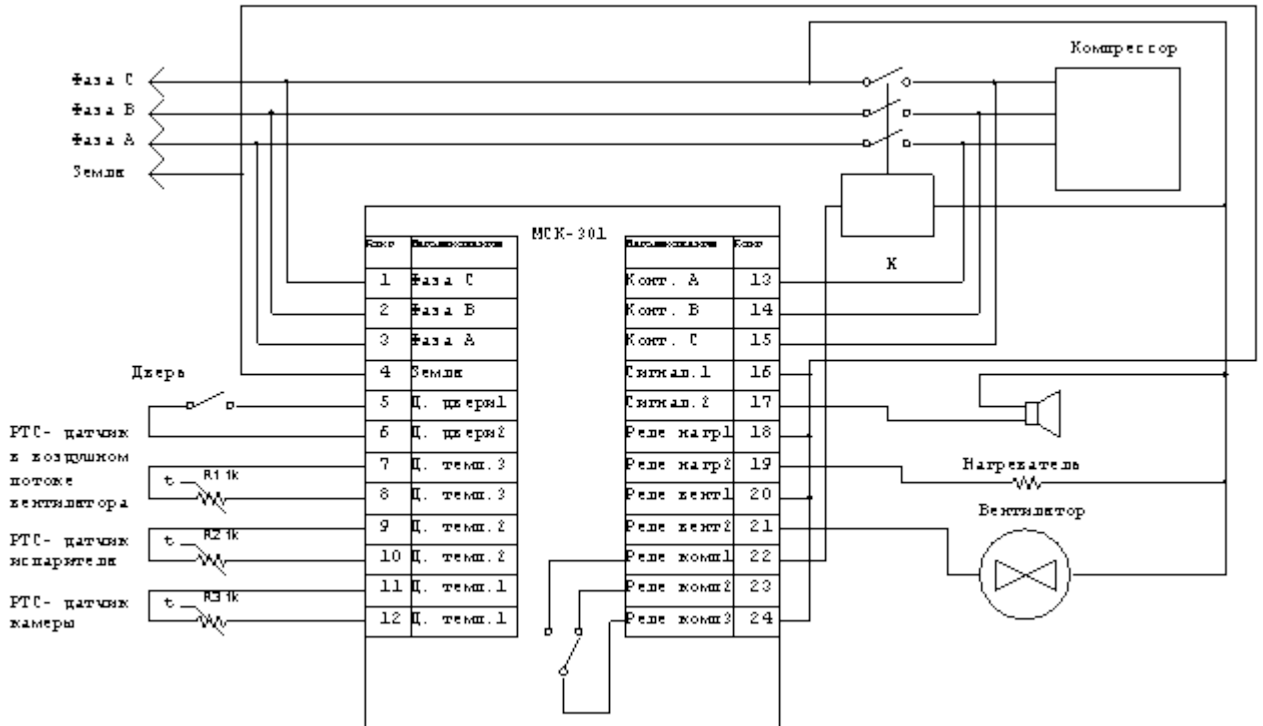 Компрессор
Фаза C
Фаза B
Фаза A
Земля
МСК-301
К
1 Фаза C
2 Фаза B
3 Фаза A
4 Земля
5 Д. двери1
6 Д. двери2
7 Д. темп.3
8 Д. темп.3
9 Д. темп.2
10 Д. темп.2
11 Д. темп.1
12 Д. темп.1
Конт. A 13
Конт. B 14
Конт. C 15
Сигнал.1 16
Сигнал.2 17
Реле нагр1 18
Реле нагр2 19
Реле вент1 20
Реле вент2 21
Реле комп1 22
Реле комп2 23
Реле комп3 24
Дверь
РТС- датчик
в воздушном
потоке
вентилятора
t R1 1k
РТС- датчик
испарителя
t R2 1k
РТС- датчик
камеры
t R3 1k
Нагреватель
Вентилятор